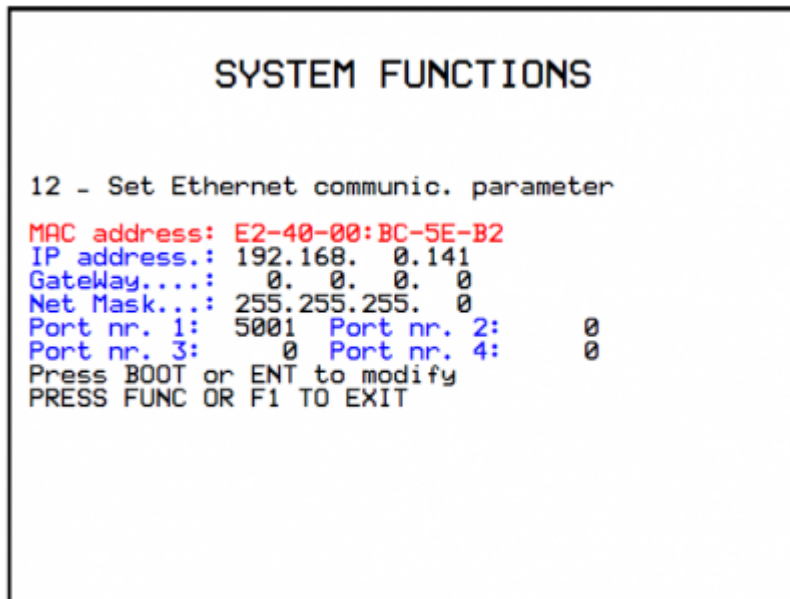 SYSTEM FUNCTIONS
12 - Set Ethernet communic. parameter
MAC address: E2-40-00:BC-5E-B2
IP address.: 192.168.  0.141
GateWay....:   0.  0.  0.  0
Net Mask...: 255.255.255.  0
Port nr. 1:  5001  Port nr. 2:     0
Port nr. 3:     0  Port nr. 4:     0
Press BOOT or ENT to modify
PRESS FUNC OR F1 TO EXIT